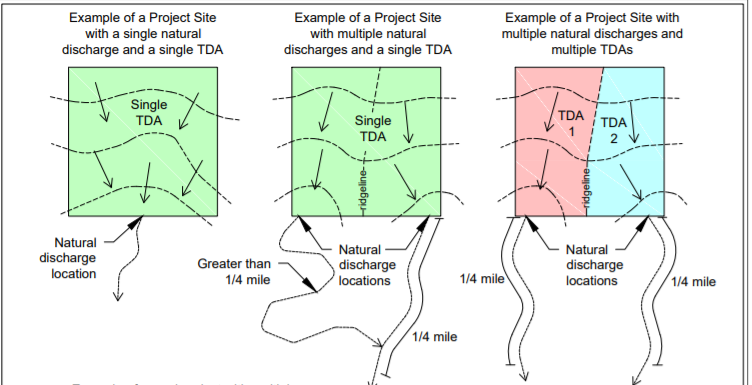 Example of a Project Site
with a single natural
discharge and a single TDA
Example of a Project Site
with multiple natural
discharges and a single TDA
Example of a Project Site with
multiple natural discharges and
multiple TDAs
Single
TDA
Single
TDA
ridgeline
TDA
1
TDA
2
ridgeline
Natural
discharge
location
Greater than
1/4 mile
Natural
discharge
locations
1/4 mile
1/4 mile
Natural
discharge
locations
1/4 mile